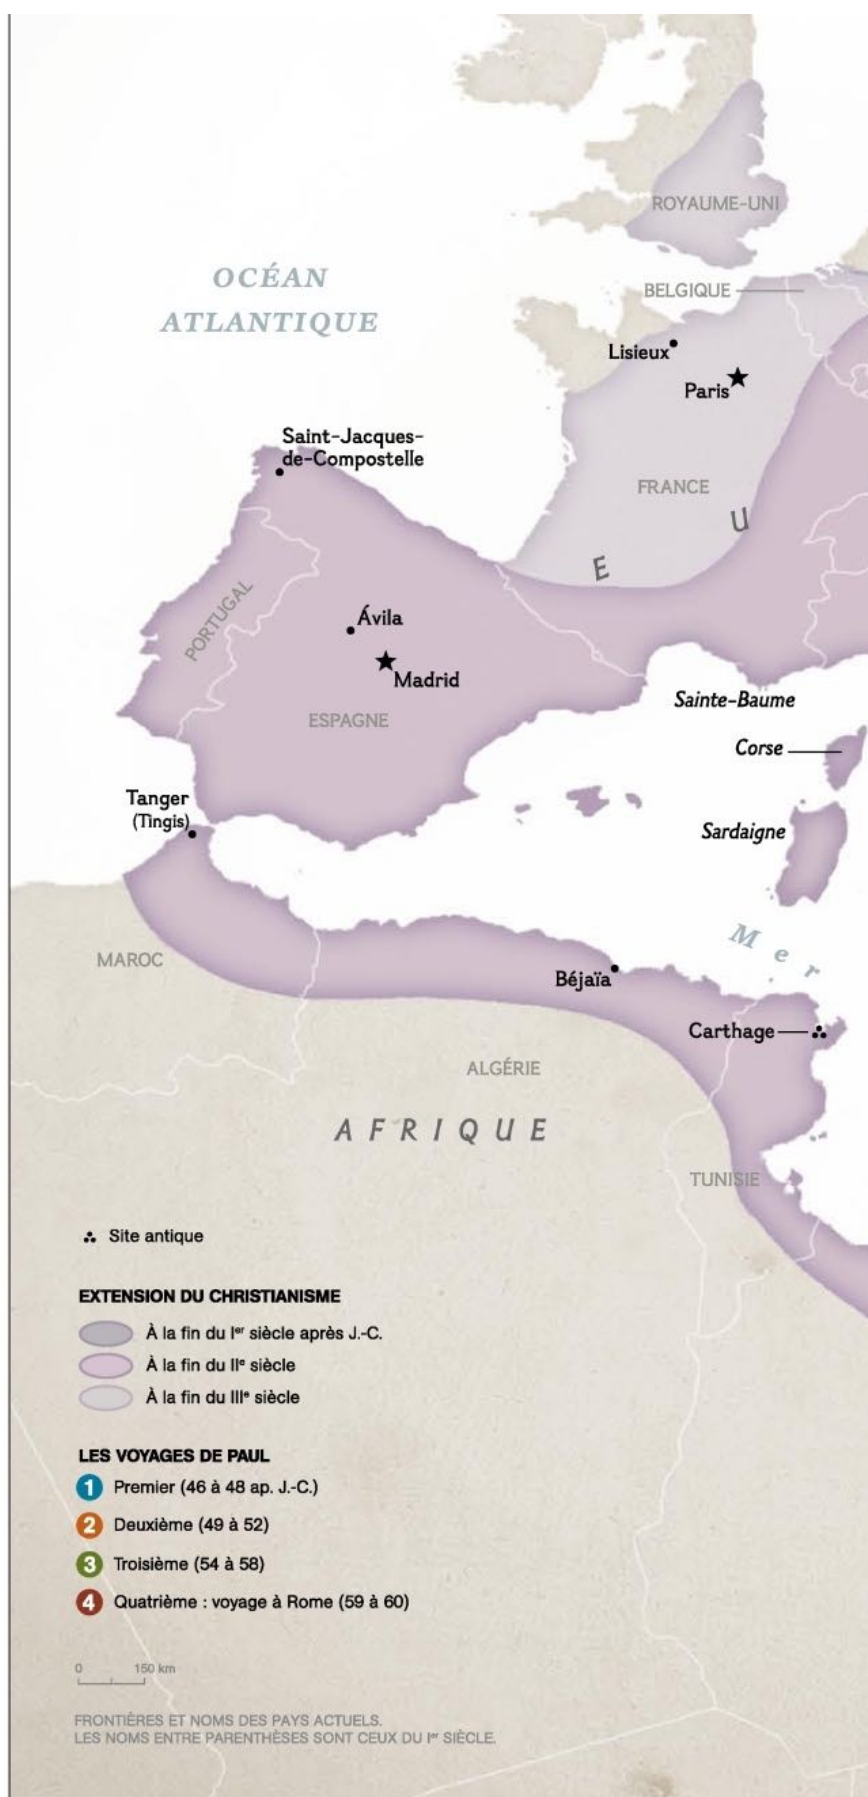 ROYAUME-UNI
OCÉAN
ATLANTIQUE
BELGIQUE
Lisieux
Paris
Saint-Jacques-
de-Compostelle
FRANCE
E U
PORTUGAL
Ávila
Madrid
ESPAGNE
Sainte-Baume
Corse
Tanger
(Tingis)
Sardaigne
Mer
MAROC
Béjaïa
Carthage
ALGÉRIE
AFRIQUE
TUNISIE
Site antique
EXTENSION DU CHRISTIANISME
À la fin du Ier siècle après J.-C.
À la fin du IIe siècle
À la fin du IIIe siècle
LES VOYAGES DE PAUL
1 Premier (46 à 48 ap. J.-C.)
2 Deuxième (49 à 52)
3 Troisième (54 à 58)
4 Quatrième : voyage à Rome (59 à 60)
0 150 km
FRONTIÈRES ET NOMS DES PAYS ACTUELS.
LES NOMS ENTRE PARENTHÈSES SONT CEUX DU Ier SIÈCLE.